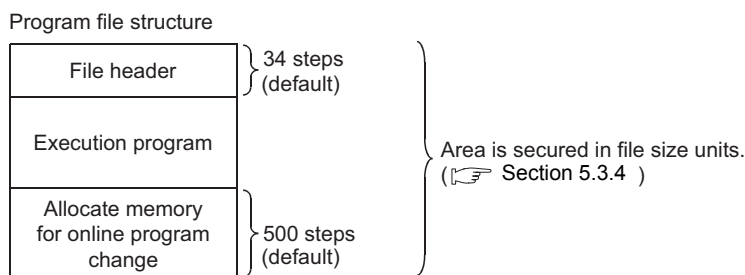 Program file structure
File header
34 steps
(default)
Execution program
Area is secured in file size units.
( Section 5.3.4 )
Allocate memory
for online program
change
500 steps
(default)